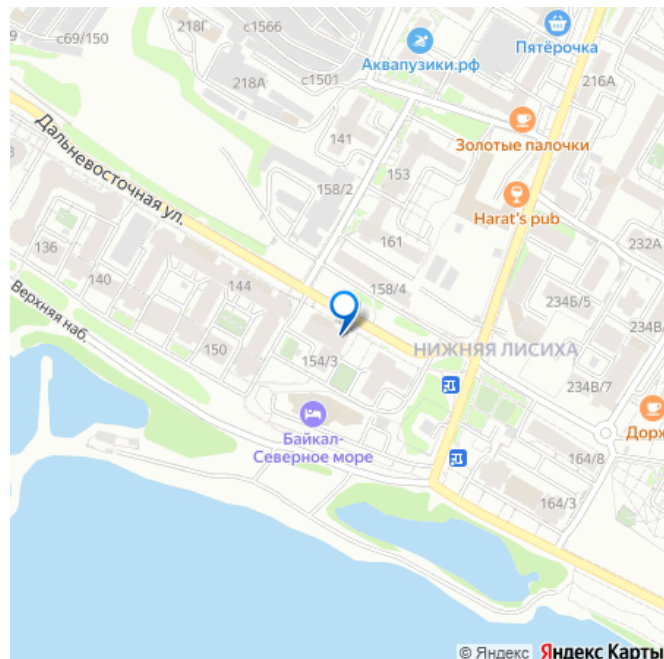 с69/150
218Г
с1566
Пятёрочка
218А
с1501
Аквапузики.рф
216А
Дальневосточная ул.
141
Золотые палочки
158/2
153
Harat's pub
136
161
232А
140
144
158/4
234Б/5
Верхняя наб.
150
154/3
НИЖНЯЯ ЛИСИХА
234В/7
Байкал-
Северное море
164/8
164/3
© Яндекс Яндекс Карты